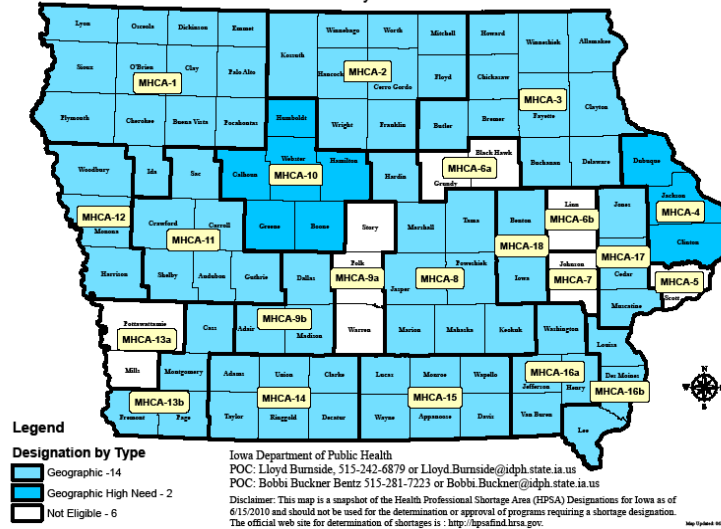 Lyon Osceola Dickinson Emmet
Kossuth Winnebago Worth Mitchell Howard Winneshiek Allamakee
Sioux O'Brien Clay Palo Alto
Hancock Cerro Gordo Floyd Chickasaw
MHCA-1
MHCA-2
MHCA-3
Fayette Clayton
Plymouth Cherokee Buena Vista Pocahontas
Humboldt Wright Franklin Butler Bremer
Black Hawk
Buchanan Delaware Dubuque
Woodbury Ida Sac Calhoun Webster Hamilton Hardin Grundy
MHCA-10
MHCA-6a
Jackson
MHCA-4
Clinton
MHCA-12
Monona
Crawford Carroll
MHCA-11
Greene Boone Story Marshall Tama Benton Linn Jones
MHCA-6b
MHCA-18
MHCA-17
Harrison Shelby Audubon Guthrie Dallas Polk
MHCA-9a
Jasper Poweshiek
MHCA-8
Iowa Johnson
MHCA-7
Cedar
MHCA-5
Scott
Muscatine
Pottawattamie
MHCA-13a
Cass Adair
MHCA-9b
Madison Warren Marion Mahaska Keokuk Washington Louisa
Mills Montgomery Adams Union Clarke Lucas Monroe Wapello
MHCA-16a
Jefferson Henry
Des Moines
MHCA-16b
MHCA-13b
Fremont Page
MHCA-14
Taylor Ringgold Decatur
MHCA-15
Wayne Appanoose Davis Van Buren
Lee
N
W E
S
Legend
Designation by Type
Geographic -14
Geographic High Need - 2
Not Eligible - 6
Iowa Department of Public Health
POC: Lloyd Burnside, 515-242-6879 or Lloyd.Burnside@idph.state.ia.us
POC: Bobbi Buckner Bentz 515-281-7223 or Bobbi.Buckner@idph.state.ia.us
Disclaimer: This map is a snapshot of the Health Professional Shortage Area (HPSA) Designations for Iowa as of
6/15/2010 and should not be used for the determination or approval of programs requiring a shortage designation.
The official web site for determination of shortages is : http://hpsafind.hrsa.gov.
Map Updated